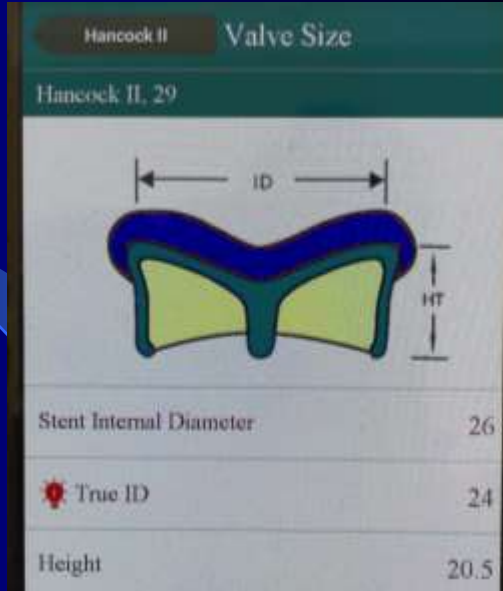 Hancock II
Valve Size
Hancock II, 29
ID
HT
Stent Internal Diameter 26
True ID 24
Height 20.5